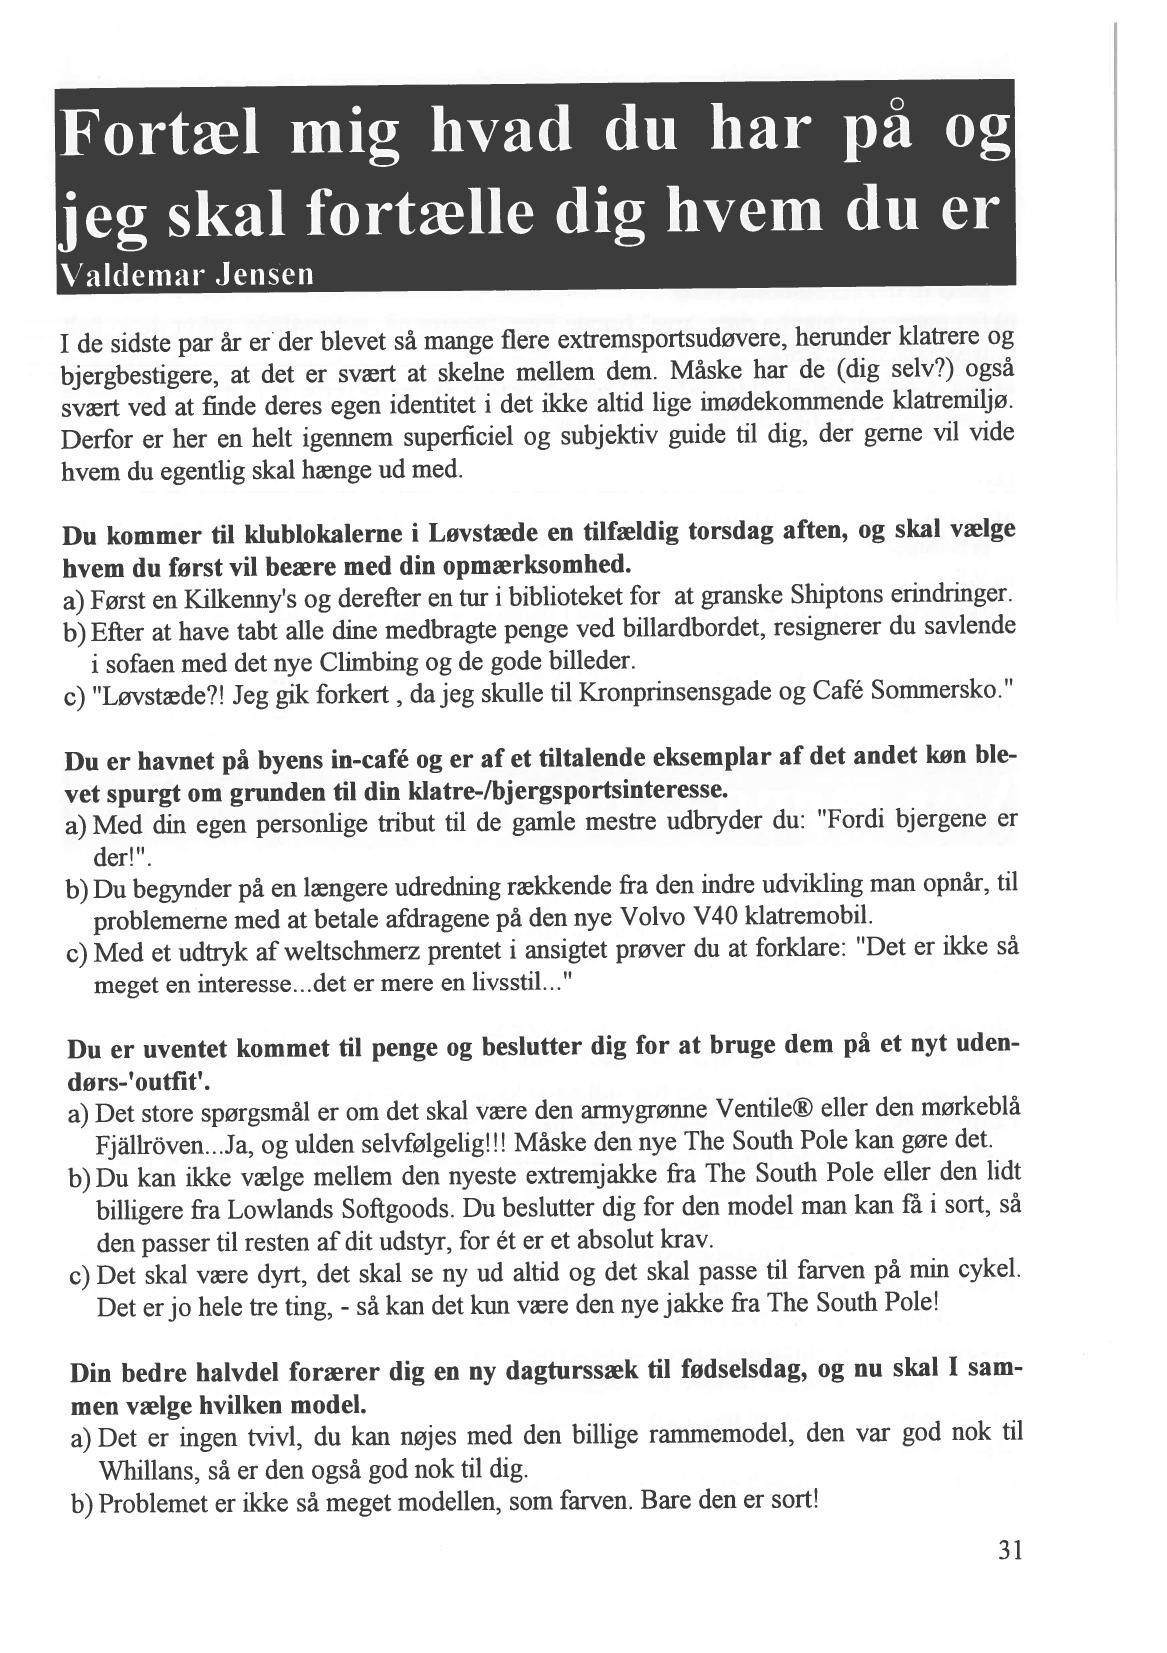 Fortæl mig hvad du har på og
jeg skal fortælle dig hvem du er
Valdemar Jensen
I de sidste par år er der blevet så mange flere extremsportsudøvere, herunder klatrere og
bjergbestigere, at det er svært at skelne mellem dem. Måske har de (dig selv?) også
svært ved at finde deres egen identitet i det ikke altid lige imødekommende klatremiljø.
Derfor er her en helt igennem superficiel og subjektiv guide til dig, der gerne vil vide
hvem du egentlig skal hænge ud med.
Du kommer til klublokalerne i Løvstæde en tilfældig torsdag aften, og skal vælge
hvem du først vil beære med din opmærksomhed.
a) Først en Kilkenny's og derefter en tur i biblioteket for at granske Shiptons erindringer.
b) Efter at have tabt alle dine medbragte penge ved billardbordet, resignerer du savlende
i sofaen med det nye Climbing og de gode billeder.
c) "Løvstæde?! Jeg gik forkert , da jeg skulle til Kronprinsensgade og Café Sommersko."
Du er havnet på byens in-café og er af et tiltalende eksemplar af det andet køn ble-
vet spurgt om grunden til din klatre-/bjergsportsinteresse.
a) Med din egen personlige tribut til de gamle mestre udbryder du: "Fordi bjergene er
der!".
b) Du begynder på en længere udredning rækkende fra den indre udvikling man opnår, til
problemerne med at betale afdragene på den nye Volvo V40 klatremobil.
c) Med et udtryk af weltschmerz prentet i ansigtet prøver du at forklare: "Det er ikke så
meget en interesse...det er mere en livsstil..."
Du er uventet kommet til penge og beslutter dig for at bruge dem på et nyt uden-
dørs-'outfit'.
a) Det store spørgsmål er om det skal være den armygrønne Ventile® eller den mørkeblå
Fjällröven...Ja, og ulden selvfølgelig!!! Måske den nye The South Pole kan gøre det.
b) Du kan ikke vælge mellem den nyeste extremjakke fra The South Pole eller den lidt
billigere fra Lowlands Softgoods. Du beslutter dig for den model man kan få i sort, så
den passer til resten af dit udstyr, for ét er et absolut krav.
c) Det skal være dyrt, det skal se ny ud altid og det skal passe til farven på min cykel.
Det er jo hele tre ting, - så kan det kun være den nye jakke fra The South Pole!
Din bedre halvdel forærer dig en ny dagturssæk til fødselsdag, og nu skal I sam-
men vælge hvilken model.
a) Det er ingen tvivl, du kan nøjes med den billige rammemodel, den var god nok til
Whillans, så er den også god nok til dig.
b) Problemet er ikke så meget modellen, som farven. Bare den er sort!
31